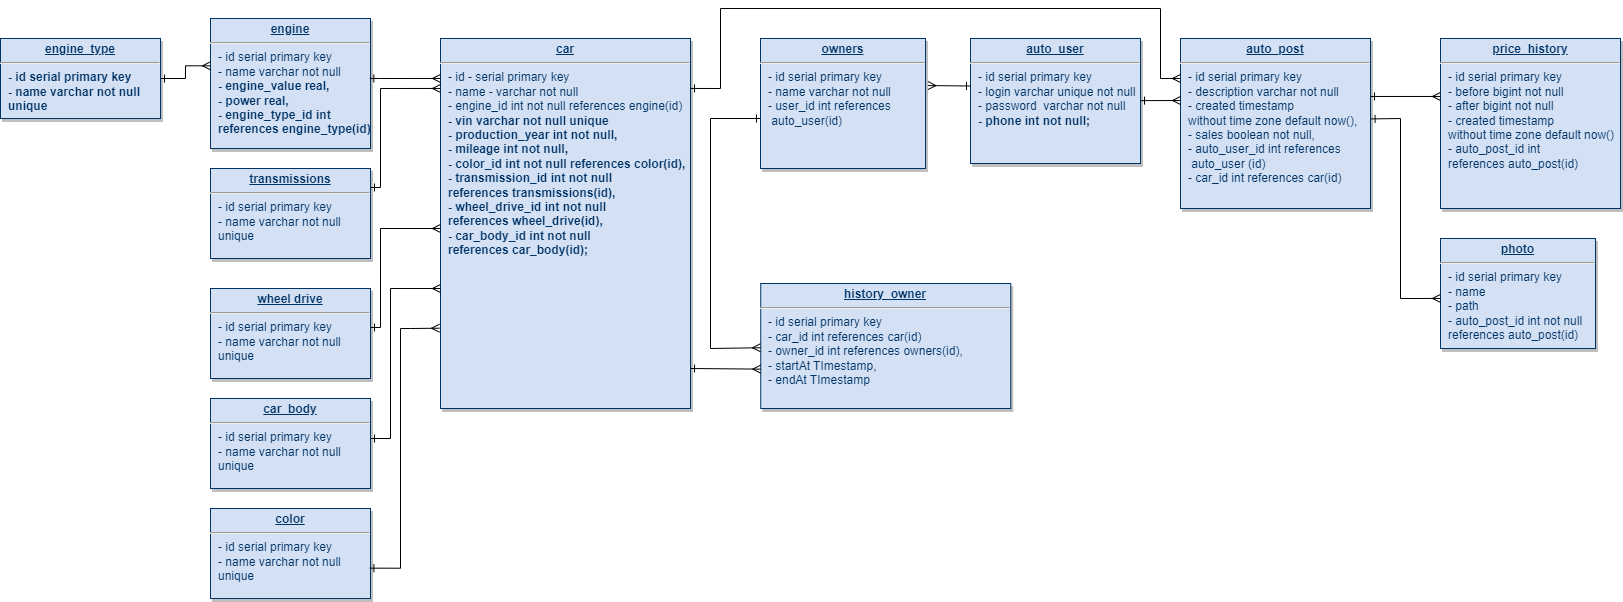 engine_type
- id serial primary key
- name varchar not null
unique
engine
- id serial primary key
- name varchar not null
- engine_value real,
- power real,
- engine_type_id int
references engine_type(id)
transmissions
- id serial primary key
- name varchar not null
unique
wheel drive
- id serial primary key
- name varchar not null
unique
car_body
- id serial primary key
- name varchar not null
unique
color
- id serial primary key
- name varchar not null
unique
car
- id - serial primary key
- name - varchar not null
- engine_id int not null references engine(id)
- vin varchar not null unique
- production_year int not null,
- mileage int not null,
- color_id int not null references color(id),
- transmission_id int not null
references transmissions(id),
- wheel_drive_id int not null
references wheel_drive(id),
- car_body_id int not null
references car_body(id);
owners
- id serial primary key
- name varchar not null
- user_id int references
auto_user(id)
auto_user
- id serial primary key
- login varchar unique not null
- password varchar not null
- phone int not null;
history_owner
- id serial primary key
- car_id int references car(id)
- owner_id int references owners(id),
- startAt TImestamp,
- endAt TImestamp
auto_post
- id serial primary key
- description varchar not null
- created timestamp
without time zone default now(),
- sales boolean not null,
- auto_user_id int references
auto_user (id)
- car_id int references car(id)
price_history
- id serial primary key
- before bigint not null
- after bigint not null
- created timestamp
without time zone default now()
- auto_post_id int
references auto_post(id)
photo
- id serial primary key
- name
- path
- auto_post_id int not null
references auto_post(id)